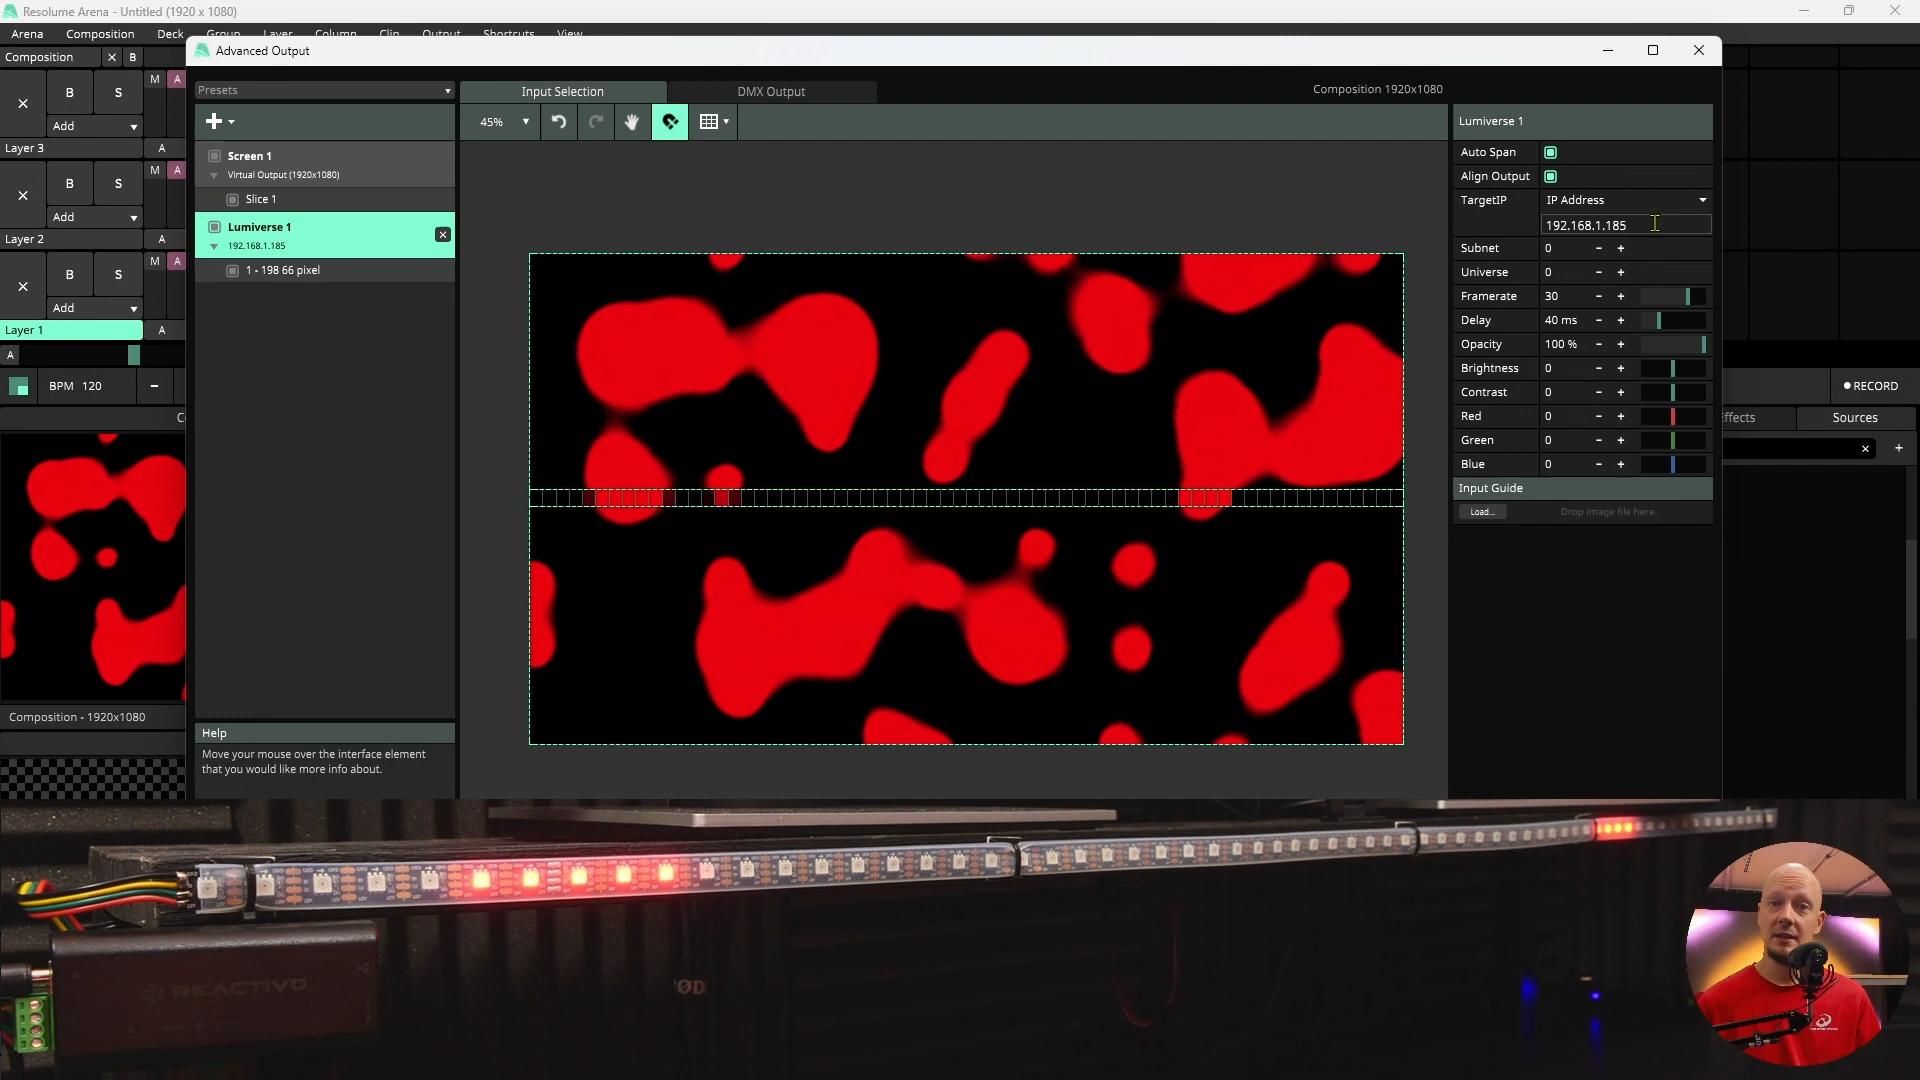 Resolume Arena - Untitled (1920 x 1080)
Arena Composition Deck Group Layer Column Clip Output Shortcuts View
Composition B
M A
B S
Add
Layer 3 A
M A
B S
Add
Layer 2 A
M A
B S
Add
Layer 1 A
A
BPM 120
Composition - 1920x1080
Advanced Output
Presets
Screen 1
Virtual Output (1920x1080)
Slice 1
Lumiverse 1
192.168.1.185
1 - 198 66 pixel
Help
Move your mouse over the interface element
that you would like more info about.
Input Selection
DMX Output
Composition 1920x1080
45%
Lumiverse 1
Auto Span
Align Output
TargetIP IP Address
192.168.1.185
Subnet 0 - +
Universe 0 - +
Framerate 30 - +
Delay 40 ms - +
Opacity 100 % - +
Brightness 0 - +
Contrast 0 - +
Red 0 - +
Green 0 - +
Blue 0 - +
Input Guide
Load... Drop image file here.
RECORD
ffects
Sources
REACTIVO